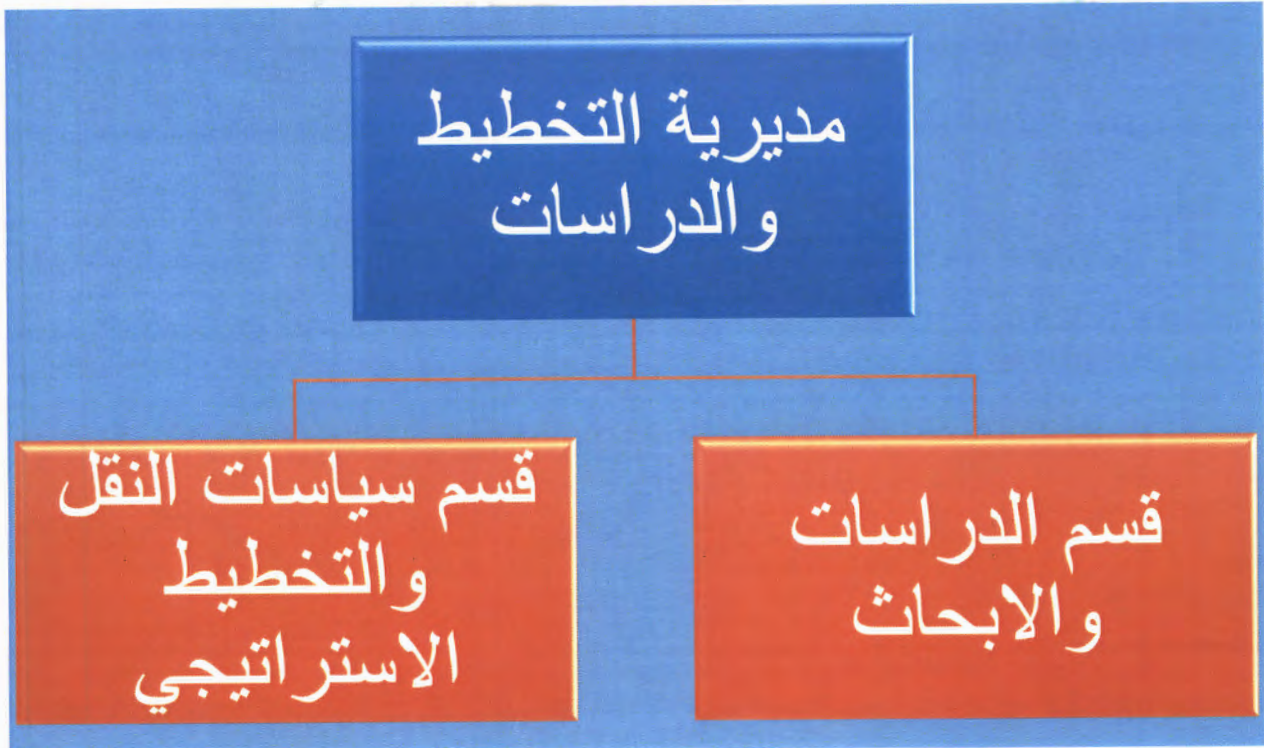 مديرية التخطيط
والدراسات
قسم الدراسات
والابحاث
قسم سياسات النقل
والتخطيط
الاستراتيجي